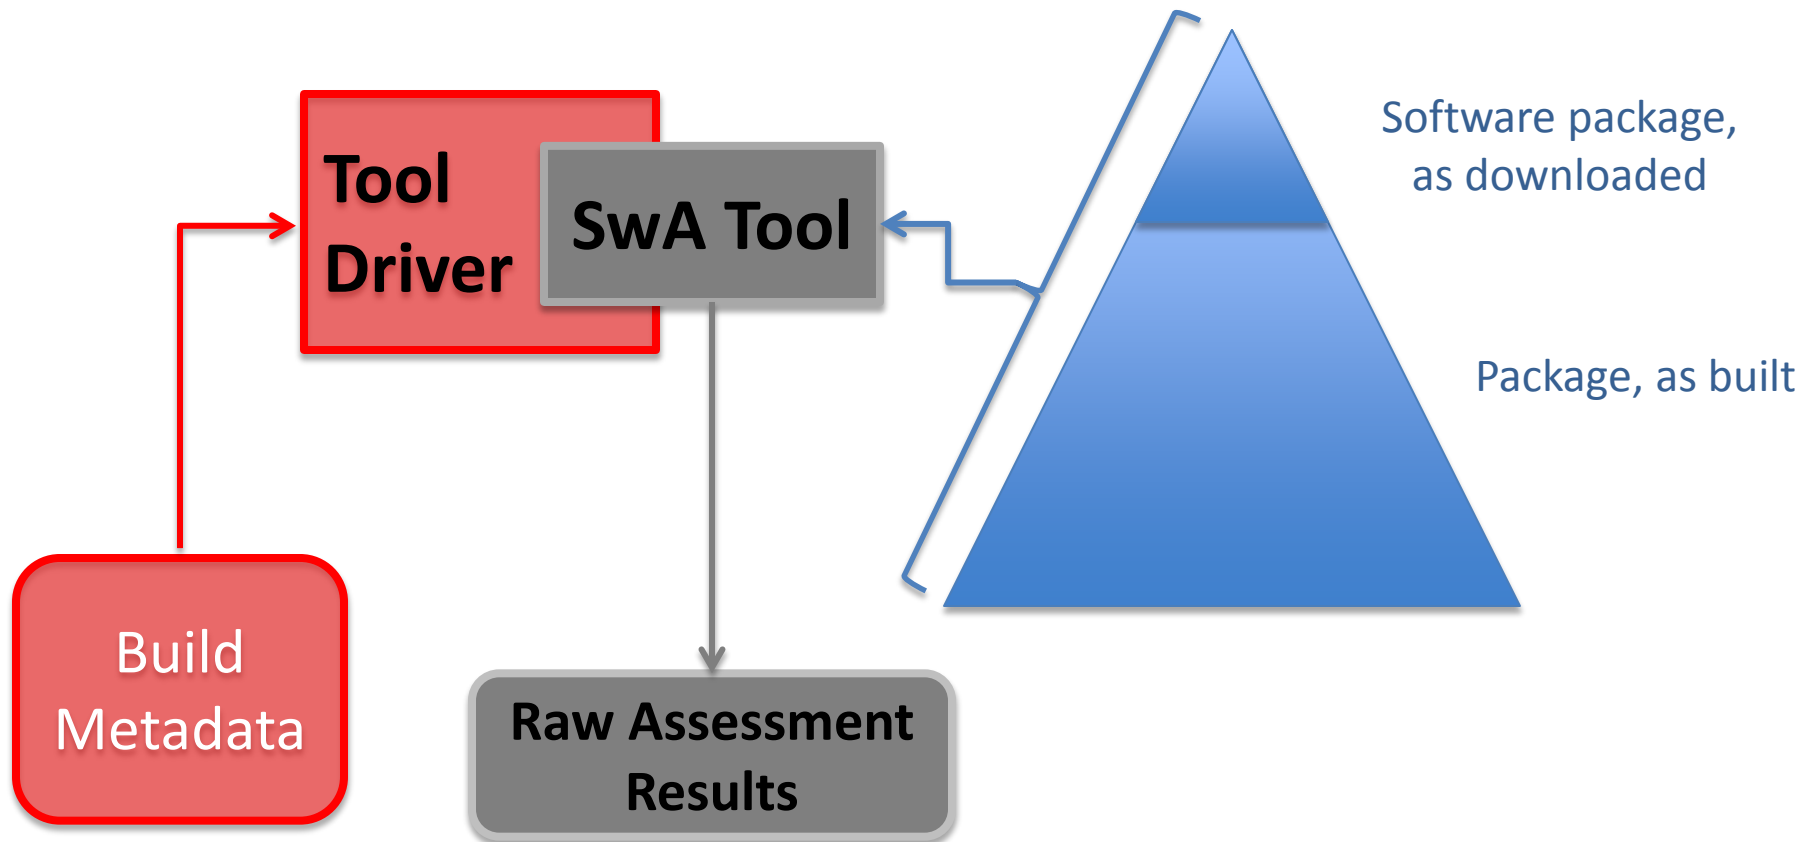 Tool
Driver
SwA Tool
Software package,
as downloaded
Package, as built
Build
Metadata
Raw Assessment
Results